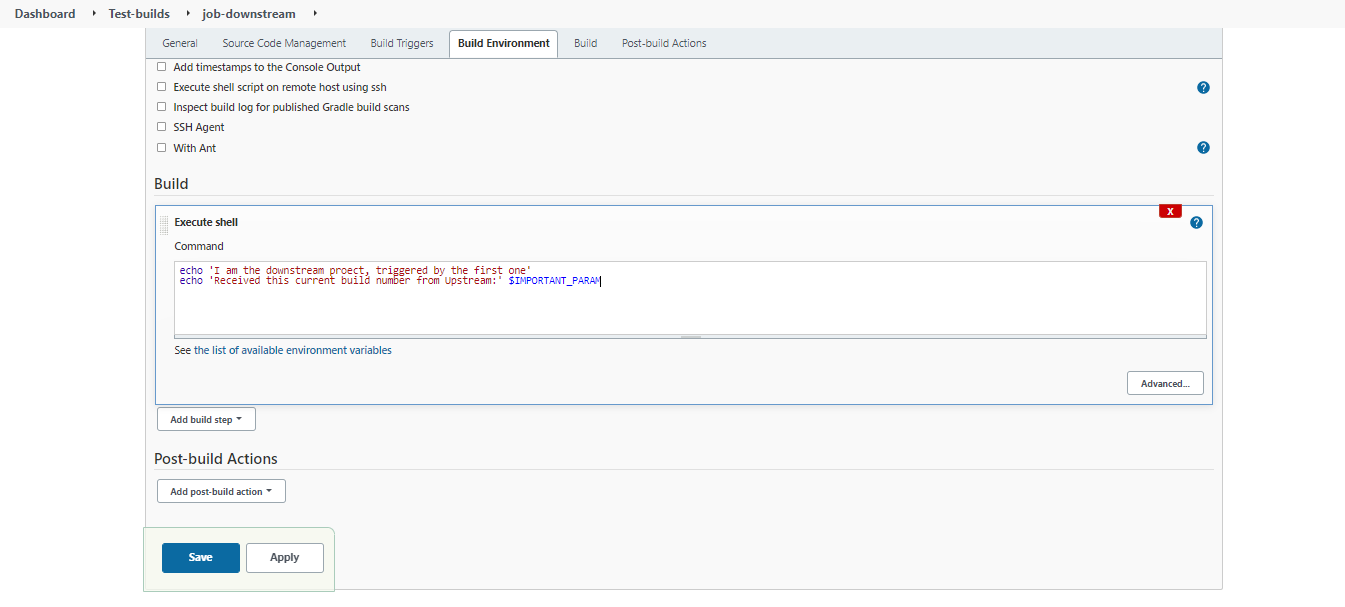 Dashboard Test-builds job-downstream
General Source Code Management Build Triggers Build Environment Build Post-build Actions
Add timestamps to the Console Output
Execute shell script on remote host using ssh
?
Inspect build log for published Gradle build scans
SSH Agent
With Ant
?
Build
X
Execute shell
?
Command
echo 'I am the downstream proect, triggered by the first one'
echo 'Received this current build number from Upstream:' $IMPORTANT_PARAM
See the list of available environment variables
Advanced...
Add build step
Post-build Actions
Add post-build action
Save Apply